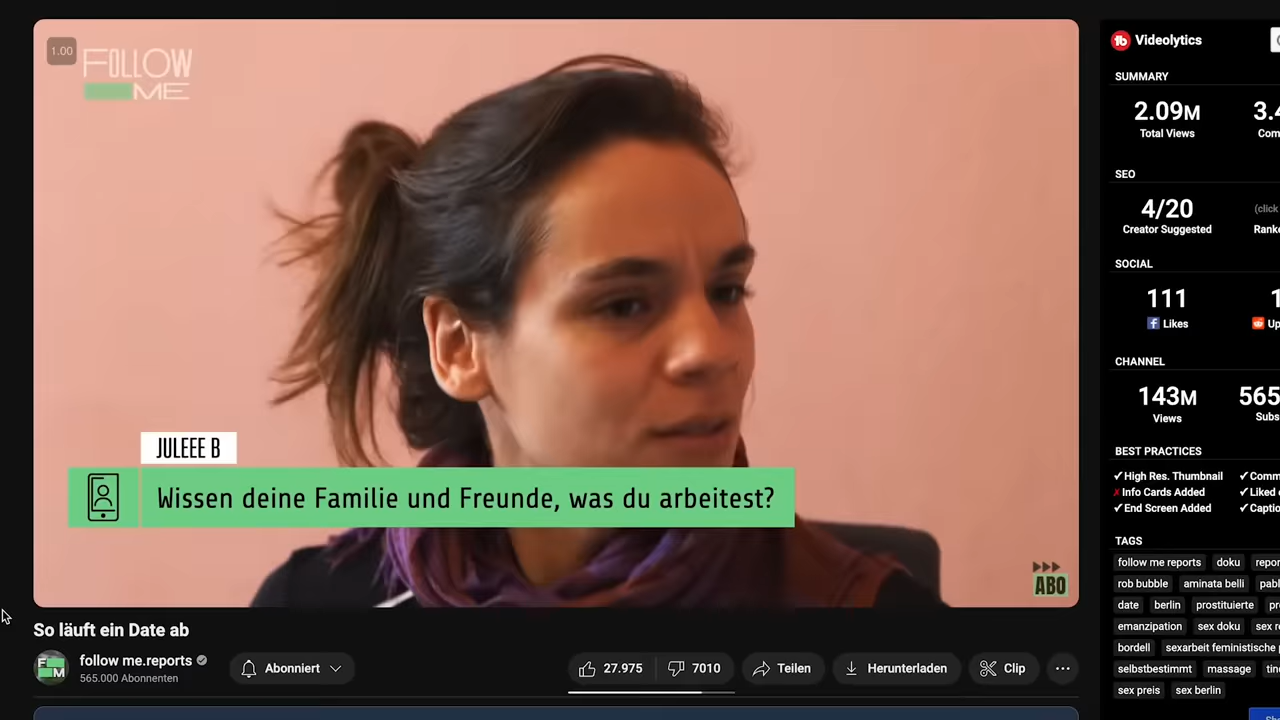 1.00
FOLLOW
ME
JULEEE B
Wissen deine Familie und Freunde, was du arbeitest?
ABO
So läuft ein Date ab
follow me.reports
565.000 Abonnenten
Abonniert
27.975
7010
Teilen
Herunterladen
Clip
Videolytics
SUMMARY
2.09M
Total Views
SEO
4/20
Creator Suggested
(click
SOCIAL
111
Likes
CHANNEL
143M
Views
565
Subs
BEST PRACTICES
High Res. Thumbnail
Info Cards Added
Liked
End Screen Added
TAGS
follow me reports doku
rob bubble aminata belli
date berlin prostituierte
emanzipation sex doku
bordell sexarbeit feministische
selbstbestimmt massage
sex preis sex berlin